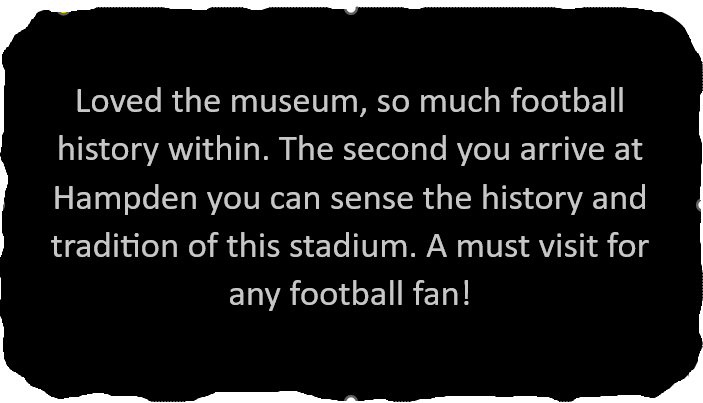 Loved the museum, so much football
history within. The second you arrive at
Hampden you can sense the history and
tradition of this stadium. A must visit for
any football fan!